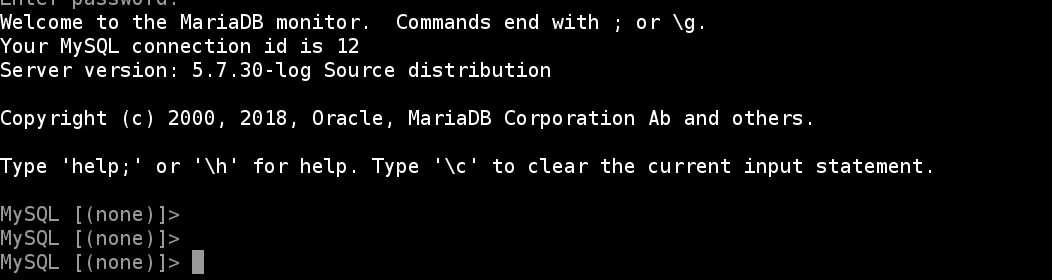 Enter password:
Welcome to the MariaDB monitor.  Commands end with ; or \g.
Your MySQL connection id is 12
Server version: 5.7.30-log Source distribution
Copyright (c) 2000, 2018, Oracle, MariaDB Corporation Ab and others.
Type 'help;' or '\h' for help. Type '\c' to clear the current input statement.
MySQL [(none)]>
MySQL [(none)]>
MySQL [(none)]>